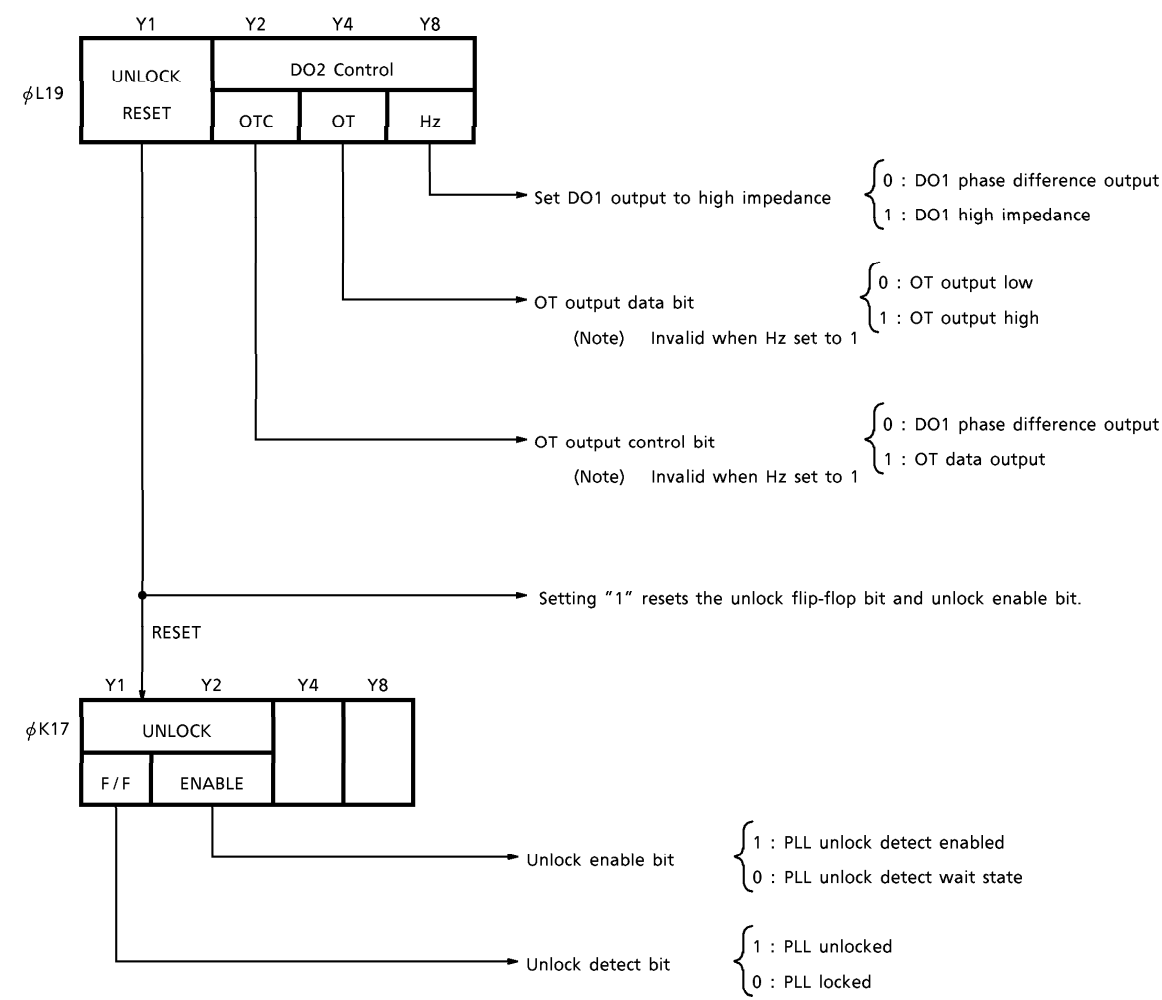 Y1 Y2 Y4 Y8
UNLOCK
RESET
DO2 Control
φL19
OTC OT Hz
Set DO1 output to high impedance
0 : DO1 phase difference output
1 : DO1 high impedance
OT output data bit
(Note) Invalid when Hz set to 1
0 : OT output low
1 : OT output high
OT output control bit
(Note) Invalid when Hz set to 1
0 : DO1 phase difference output
1 : OT data output
Setting "1" resets the unlock flip-flop bit and unlock enable bit.
RESET
Y1 Y2 Y4 Y8
φK17
UNLOCK
F/F ENABLE
Unlock enable bit
1 : PLL unlock detect enabled
0 : PLL unlock detect wait state
Unlock detect bit
1 : PLL unlocked
0 : PLL locked